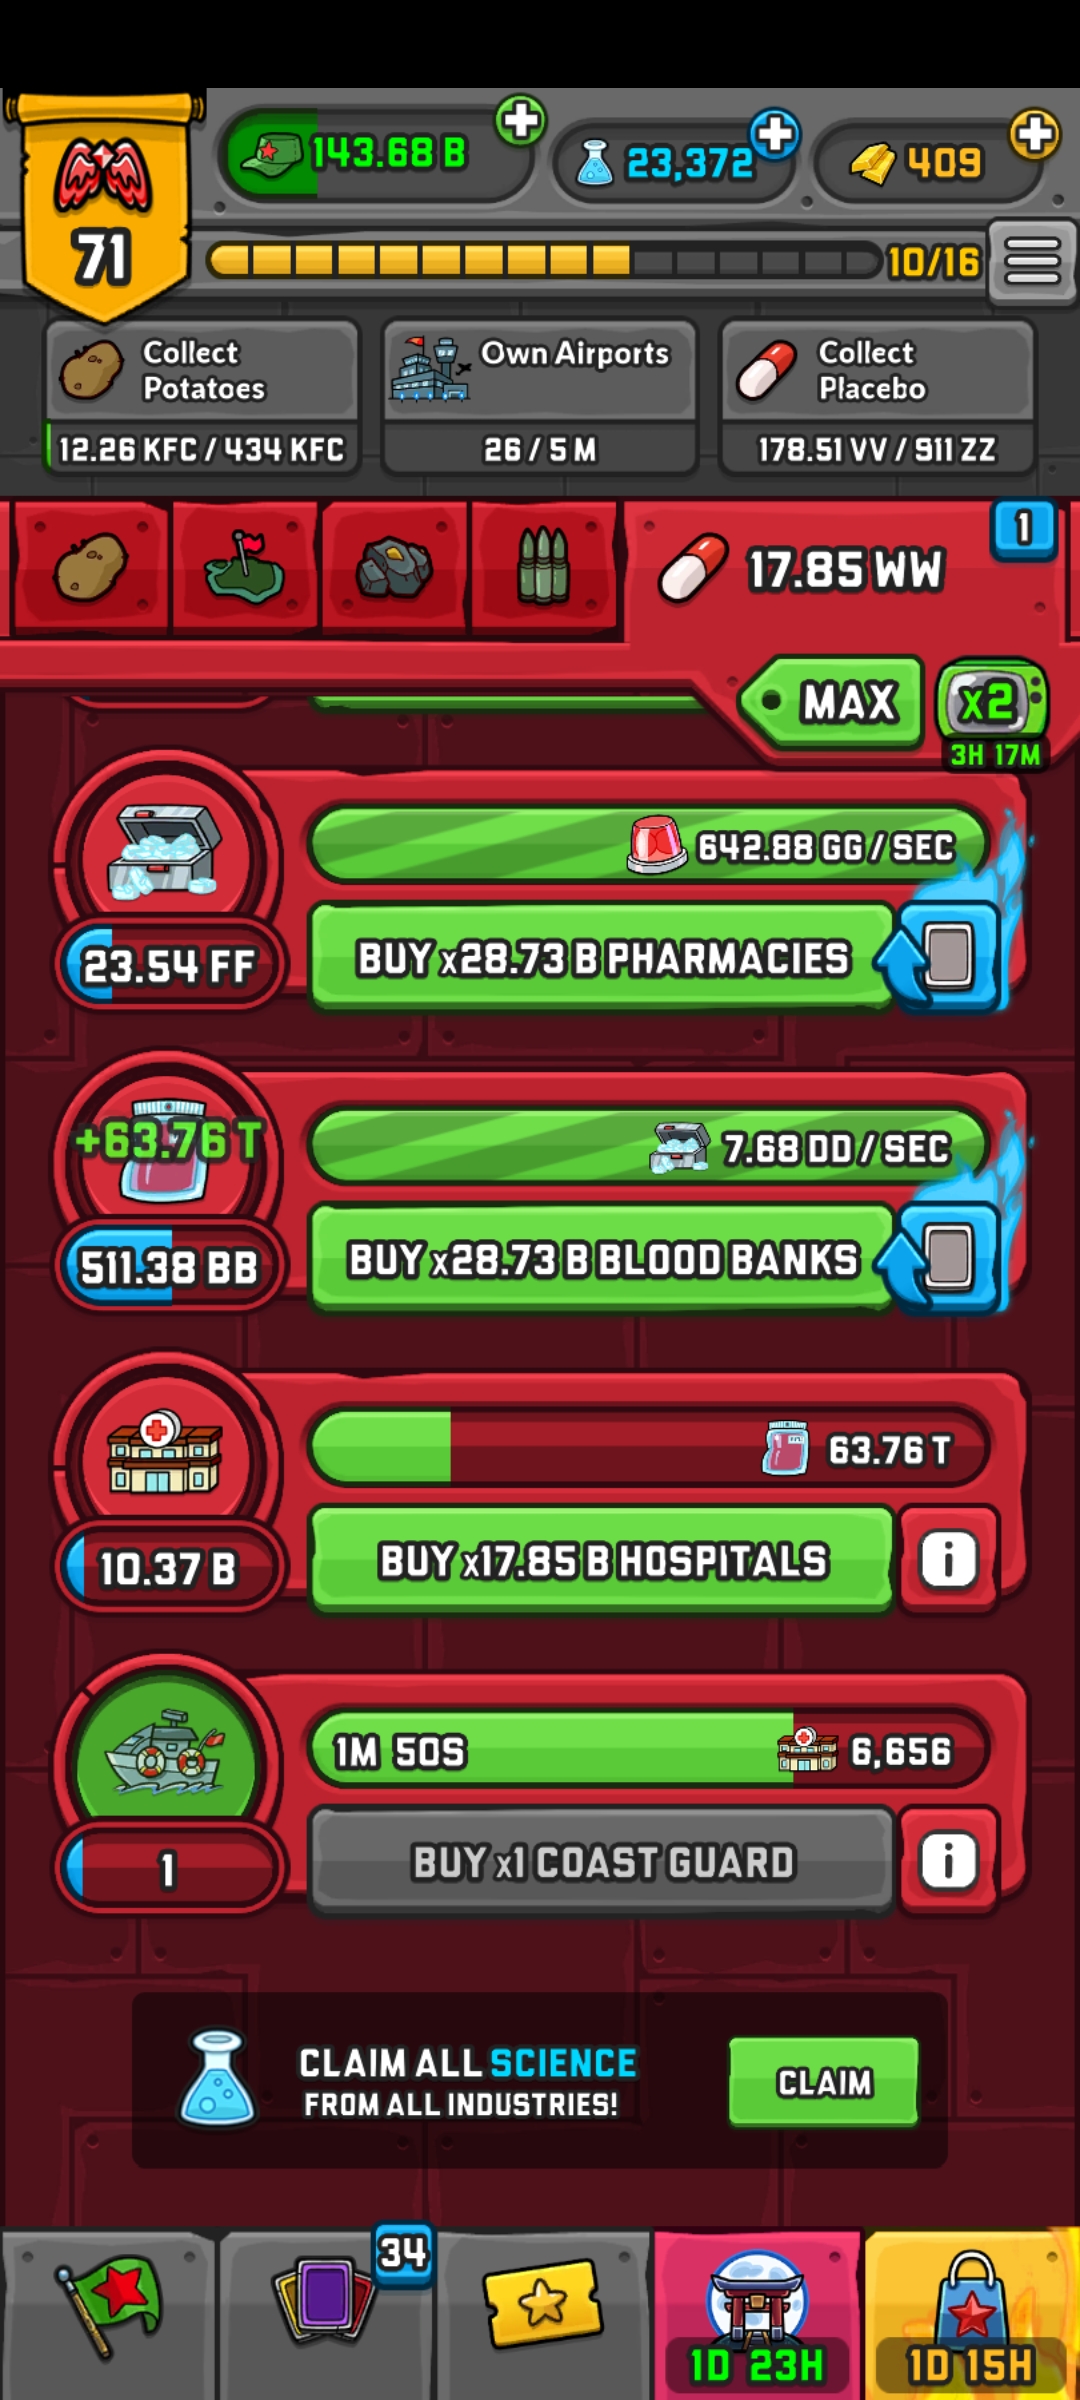 71
143.68 B
23,372
409
10/16
Collect
Potatoes
12.26 KFC / 434 KFC
Own Airports
26 / 5 M
Collect
Placebo
178.51 VV / 911 ZZ
17.85 WW
1
MAX
x2
3H 17M
642.88 GG / SEC
23.54 FF
BUY x28.73 B PHARMACIES
+63.76 T
7.68 DD / SEC
511.38 BB
BUY x28.73 B BLOOD BANKS
63.76 T
10.37 B
BUY x17.85 B HOSPITALS
i
1M 50S
6,656
1
BUY x1 COAST GUARD
i
CLAIM ALL SCIENCE
FROM ALL INDUSTRIES!
CLAIM
34
1D 23H
1D 15H